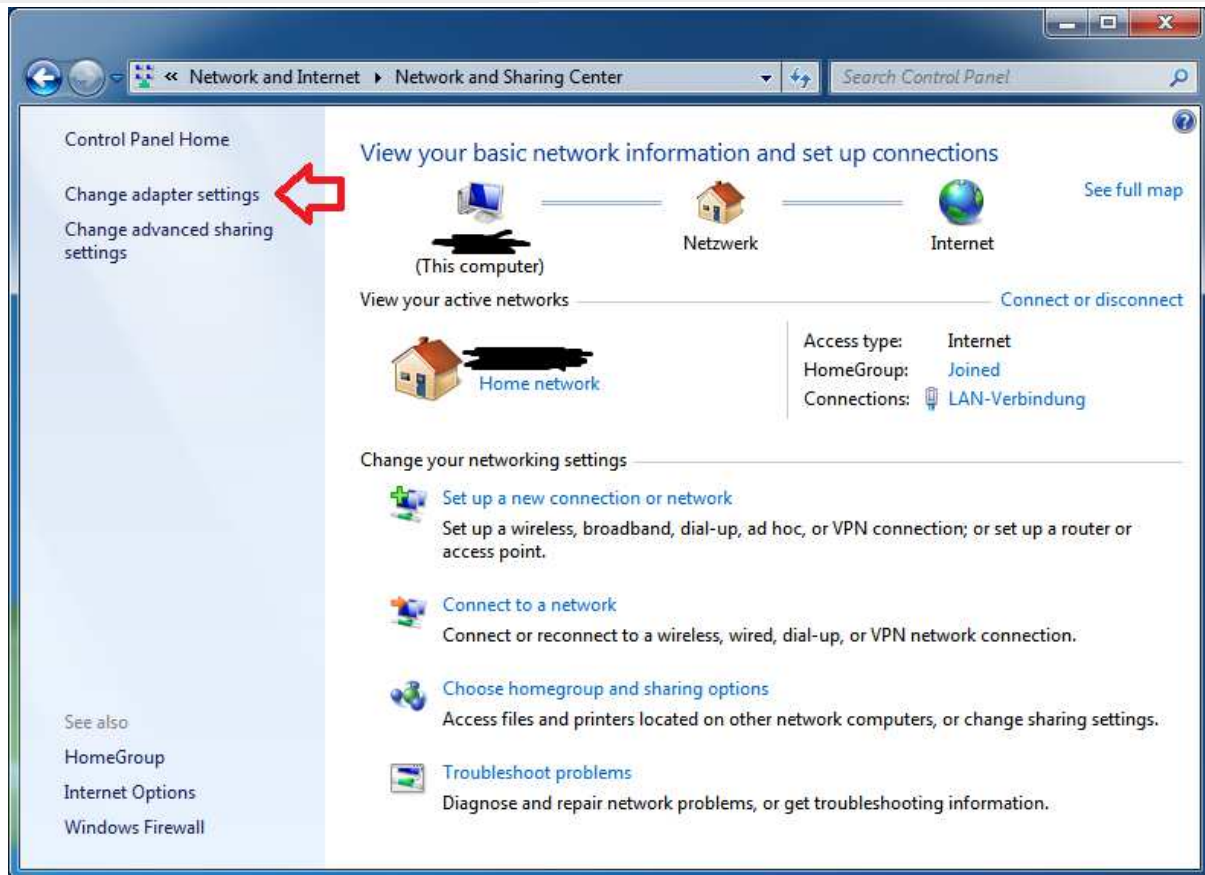 « Network and Internet ▸ Network and Sharing Center
Search Control Panel
Control Panel Home
Change adapter settings
Change advanced sharing
settings
See also
HomeGroup
Internet Options
Windows Firewall
View your basic network information and set up connections
See full map
(This computer)
Netzwerk
Internet
View your active networks
Connect or disconnect
Home network
Access type: Internet
HomeGroup: Joined
Connections: LAN-Verbindung
Change your networking settings
Set up a new connection or network
Set up a wireless, broadband, dial-up, ad hoc, or VPN connection; or set up a router or
access point.
Connect to a network
Connect or reconnect to a wireless, wired, dial-up, or VPN network connection.
Choose homegroup and sharing options
Access files and printers located on other network computers, or change sharing settings.
Troubleshoot problems
Diagnose and repair network problems, or get troubleshooting information.